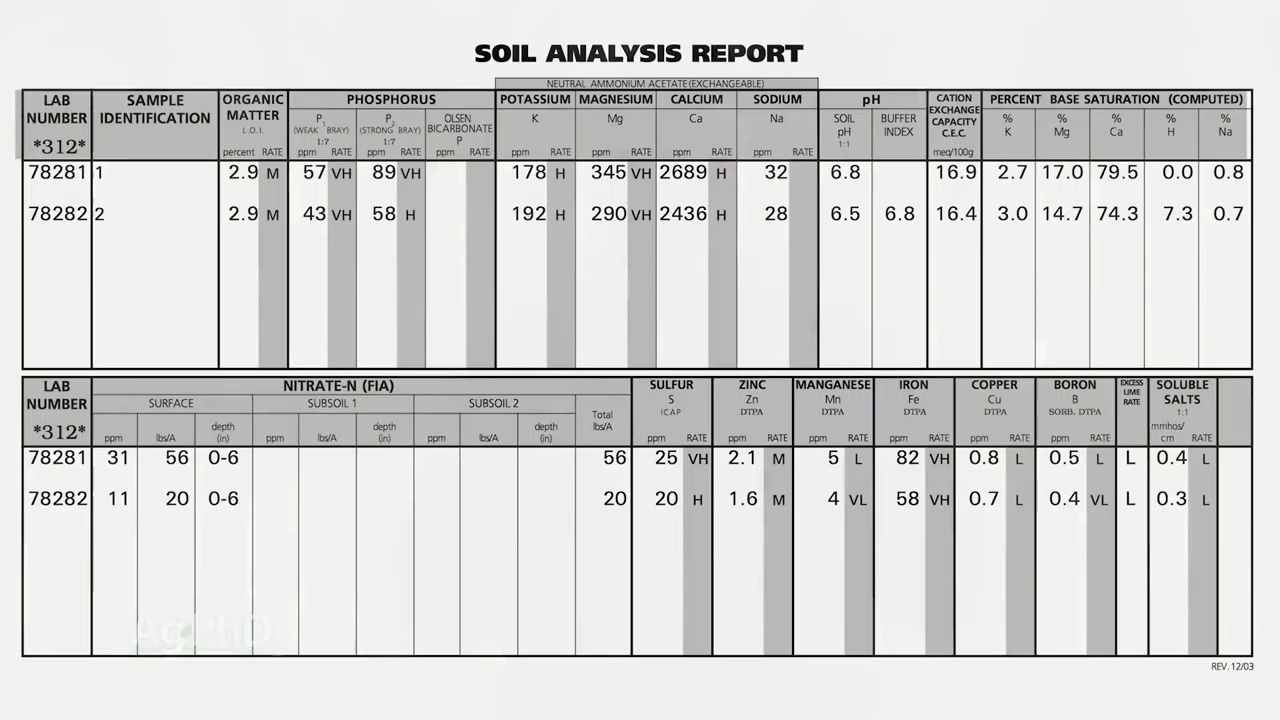 SOIL ANALYSIS REPORT
NEUTRAL AMMONIUM ACETATE (EXCHANGEABLE)
LAB NUMBER *312* SAMPLE IDENTIFICATION ORGANIC MATTER L.O.I. percent RATE PHOSPHORUS P1 (WEAK BRAY) 1:7 ppm RATE P2 (STRONG BRAY) 1:7 ppm RATE OLSEN BICARBONATE P ppm RATE POTASSIUM K ppm RATE MAGNESIUM Mg ppm RATE CALCIUM Ca ppm RATE SODIUM Na ppm RATE pH SOIL pH 1:1 BUFFER INDEX CATION EXCHANGE CAPACITY C.E.C. meq/100g PERCENT BASE SATURATION (COMPUTED) % K % Mg % Ca % H % Na
78281 1 2.9 M 57 VH 89 VH 178 H 345 VH 2689 H 32 6.8 16.9 2.7 17.0 79.5 0.0 0.8
78282 2 2.9 M 43 VH 58 H 192 H 290 VH 2436 H 28 6.5 6.8 16.4 3.0 14.7 74.3 7.3 0.7
LAB NUMBER *312* NITRATE-N (FIA) SURFACE ppm lbs/A depth (in) SUBSOIL 1 ppm lbs/A depth (in) SUBSOIL 2 ppm lbs/A depth (in) Total lbs/A SULFUR S ICAP ppm RATE ZINC Zn DTPA ppm RATE MANGANESE Mn DTPA ppm RATE IRON Fe DTPA ppm RATE COPPER Cu DTPA ppm RATE BORON B SORB. DTPA ppm RATE EXCESS LIME RATE SOLUBLE SALTS 1:1 mmhos/cm RATE
78281 31 56 0-6 56 25 VH 2.1 M 5 L 82 VH 0.8 L 0.5 L L 0.4 L
78282 11 20 0-6 20 20 H 1.6 M 4 VL 58 VH 0.7 L 0.4 VL L 0.3 L
Ag PhD
REV. 12/03